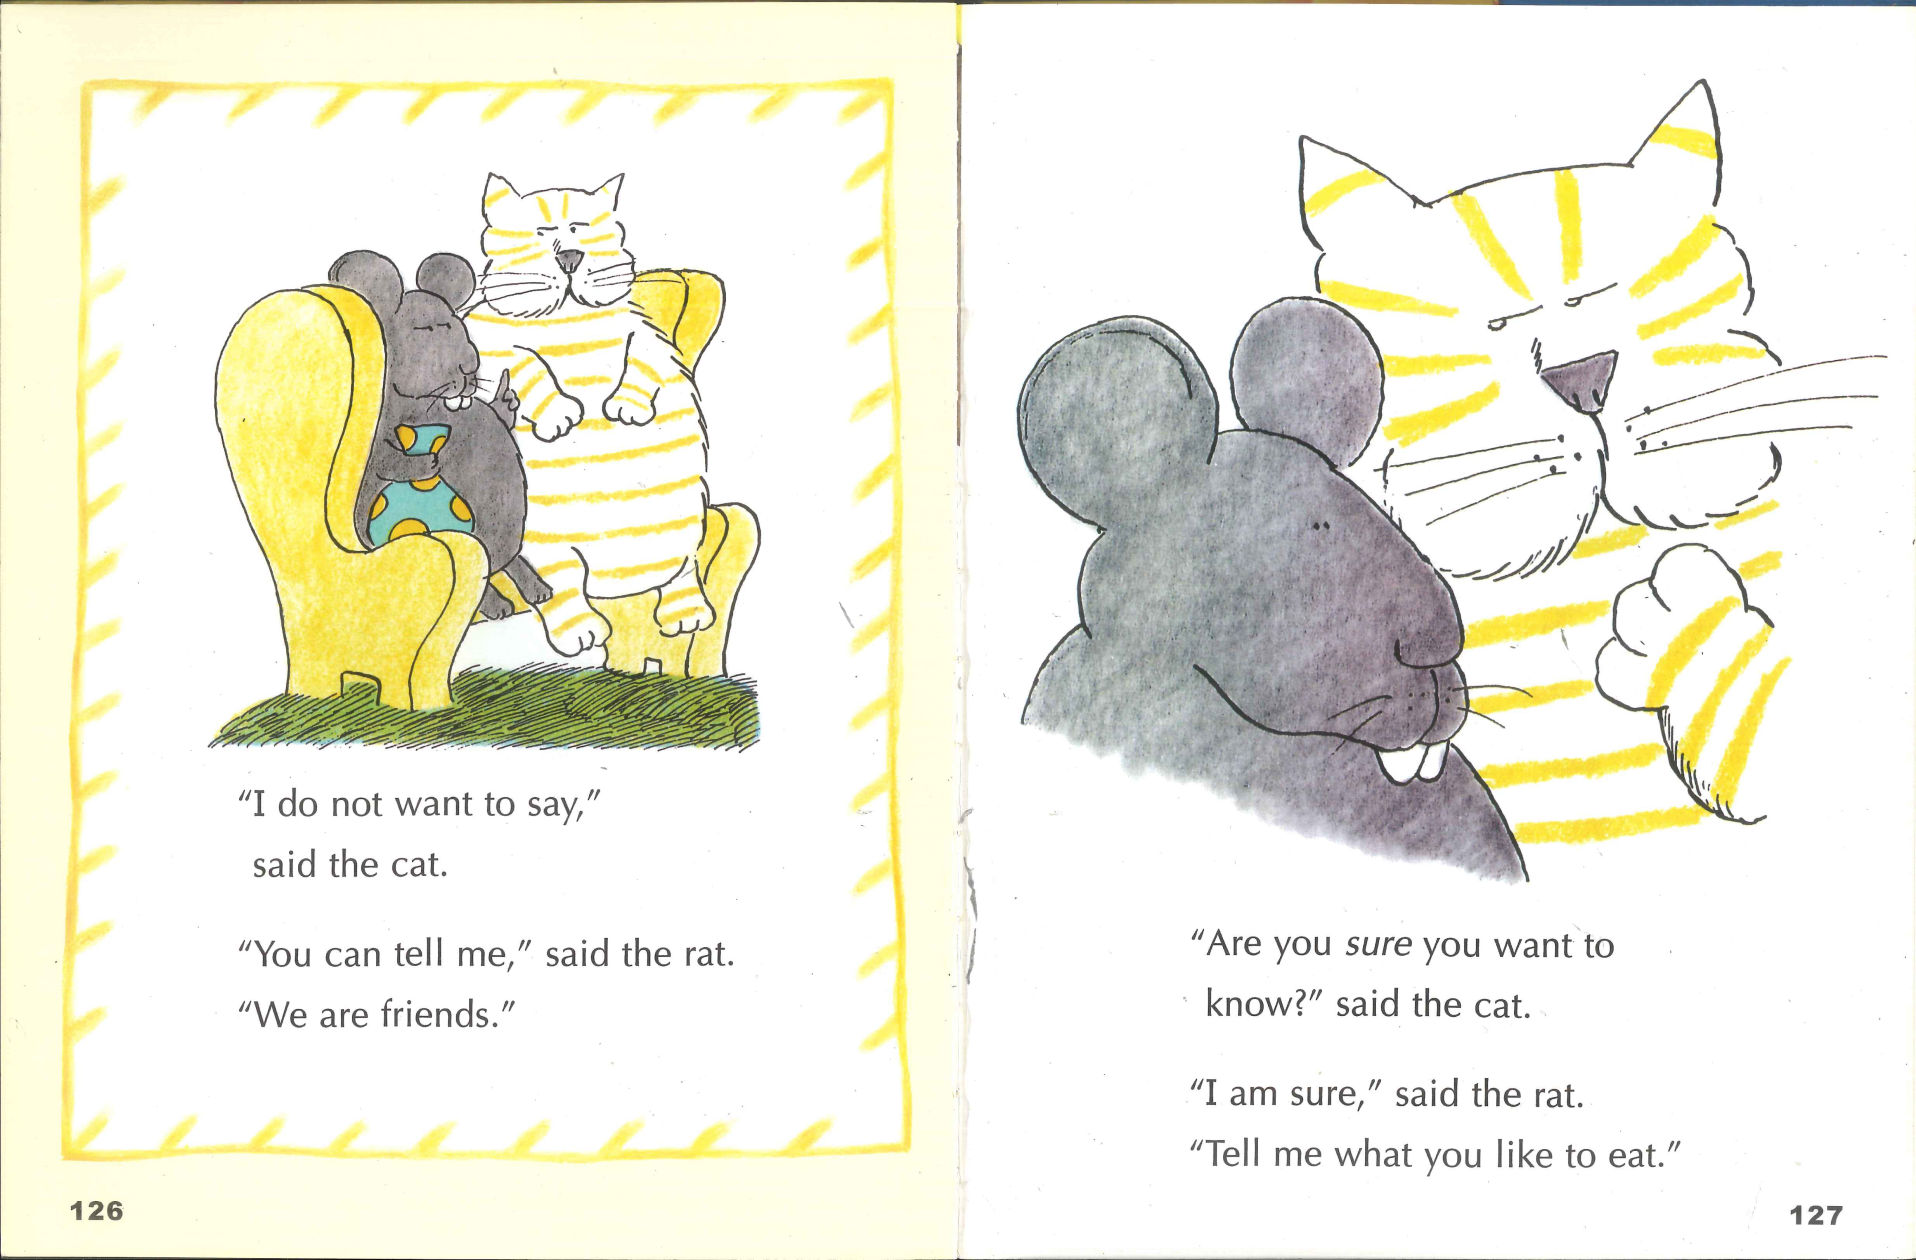 “I do not want to say,”
said the cat.
“You can tell me,” said the rat.
“We are friends.”
126
“Are you sure you want to
know?” said the cat.
“I am sure,” said the rat.
“Tell me what you like to eat.”
127